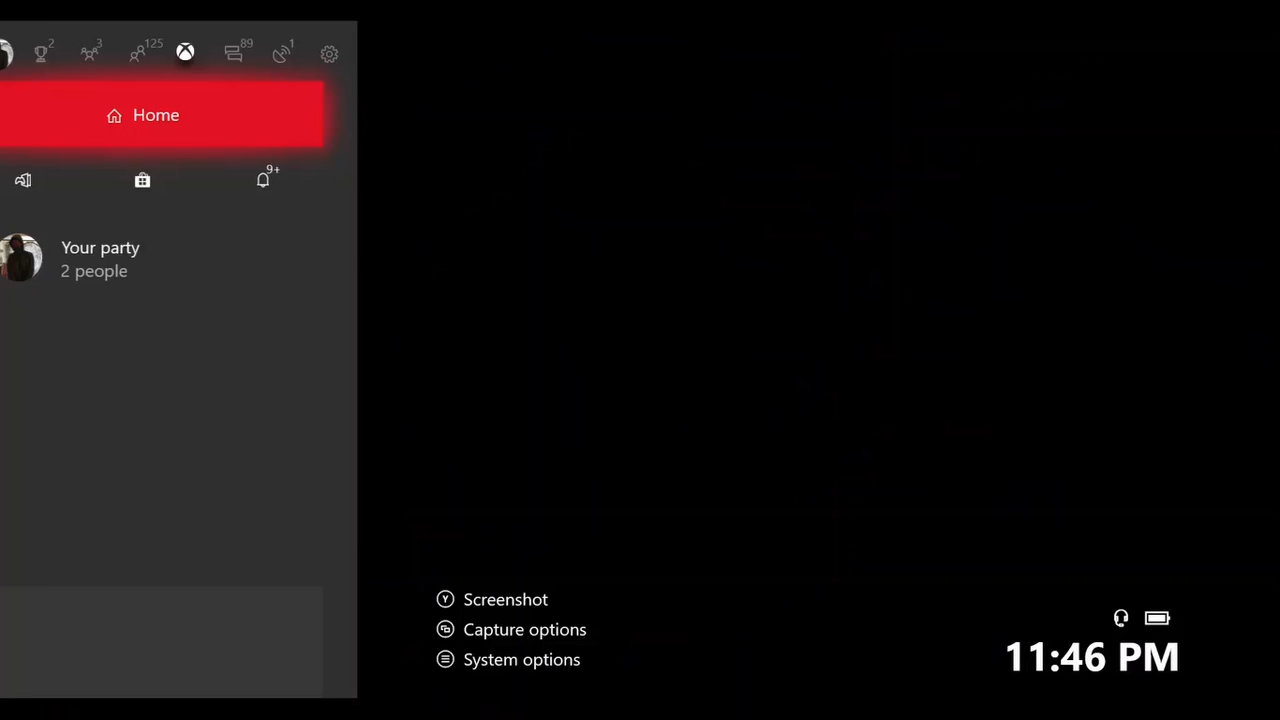 2
3
125
89
1
Home
9+
Your party
2 people
Y Screenshot
Capture options
System options
11:46 PM